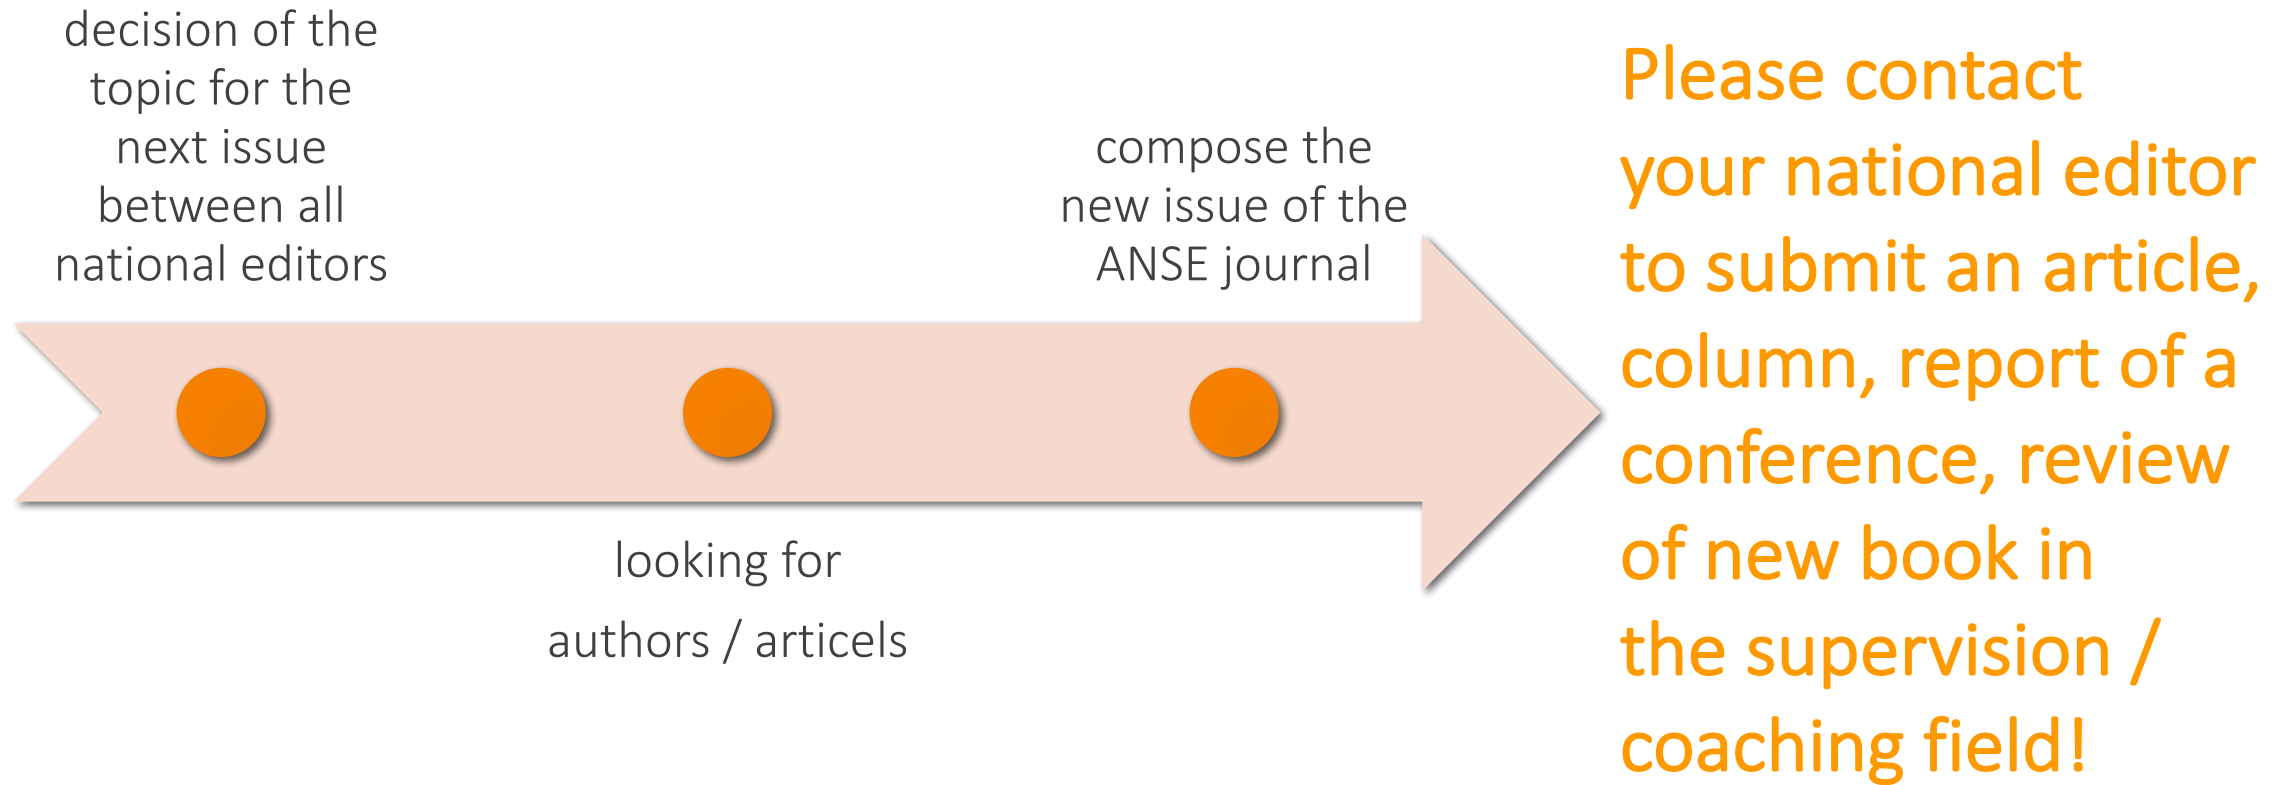 decision of the
topic for the
next issue
between all
national editors
looking for
authors / articels
compose the
new issue of the
ANSE journal
Please contact
your national editor
to submit an article,
column, report of a
conference, review
of new book in
the supervision /
coaching field!